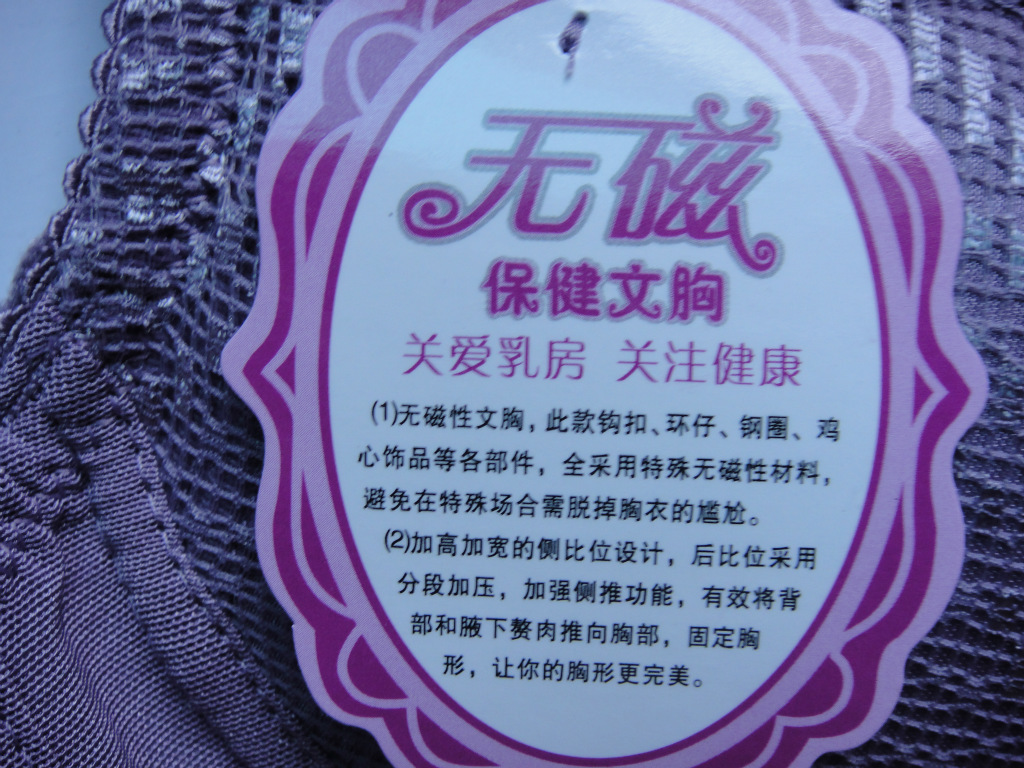 无磁
保健文胸
关爱乳房 关注健康
(1)无磁性文胸，此款钩扣、环仔、钢圈、鸡
心饰品等各部件，全采用特殊无磁性材料，
避免在特殊场合需脱掉胸衣的尴尬。
(2)加高加宽的侧比位设计，后比位采用
分段加压，加强侧推功能，有效将背
部和腋下赘肉推向胸部，固定胸
形，让你的胸形更完美。